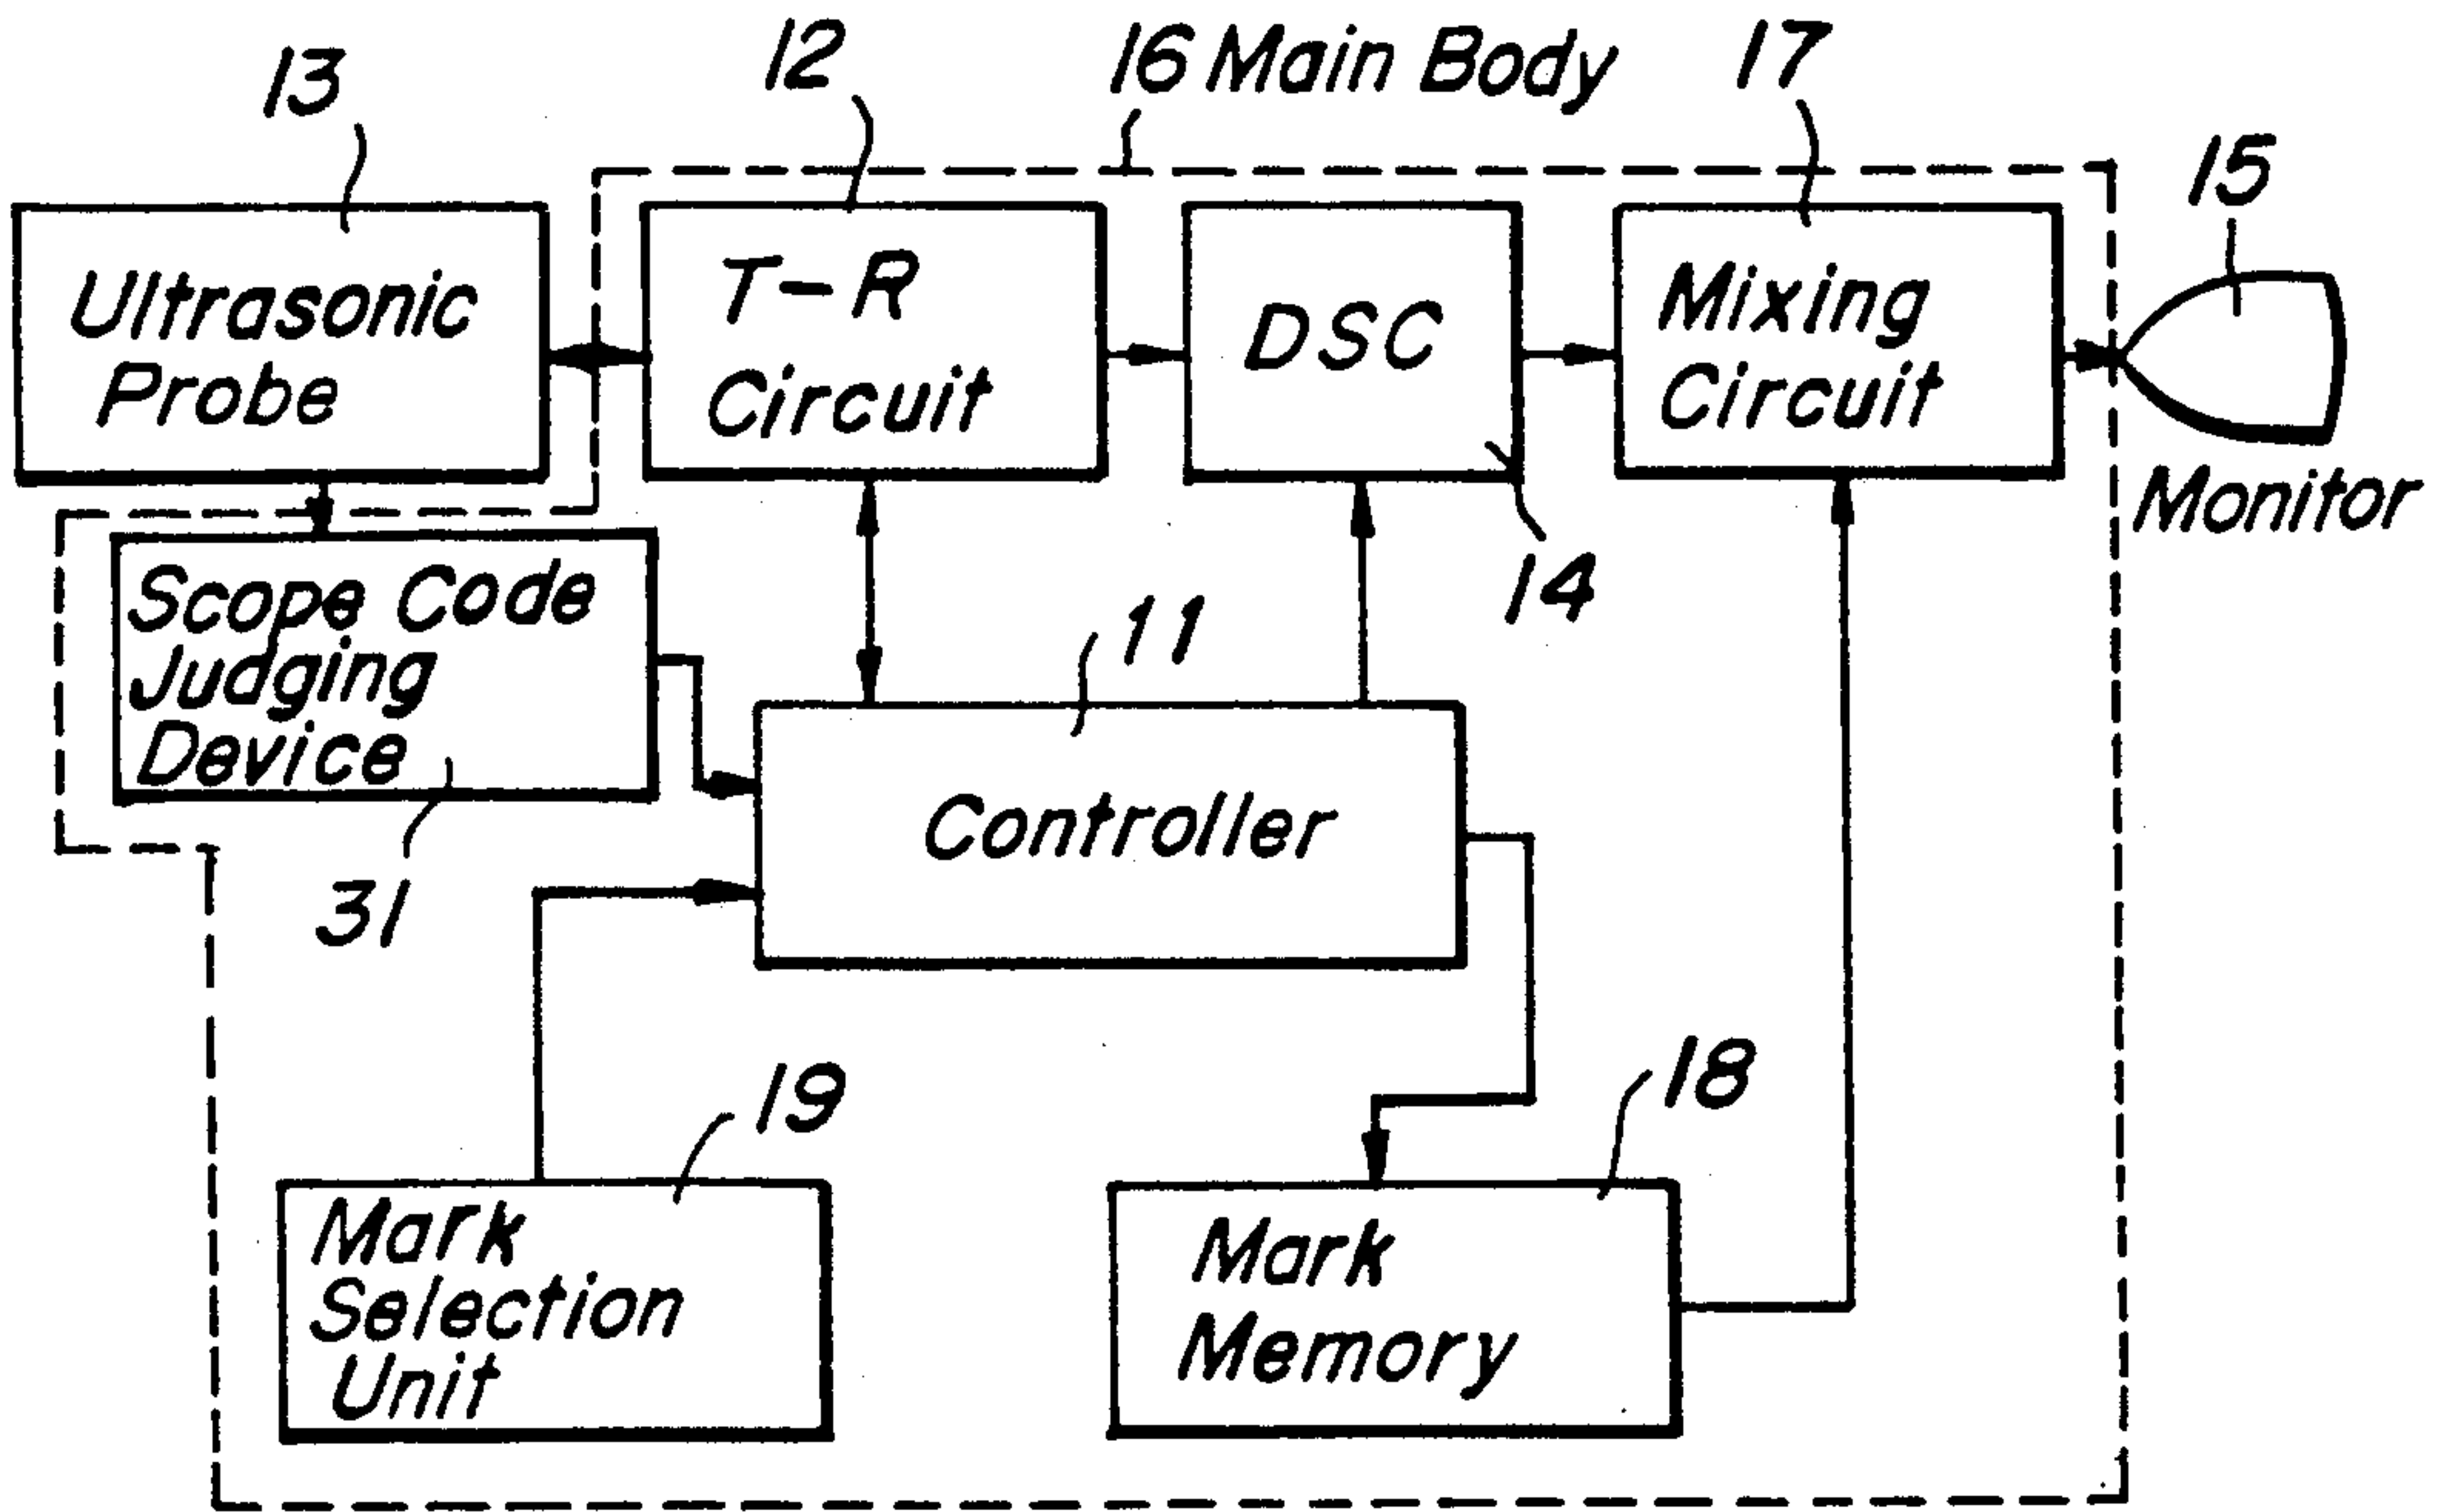 13
12
16 Main Body
17
15
Ultrasonic
Probe
T-R
Circuit
DSC
Mixing
Circuit
Monitor
14
Scope Code
Judging
Device
31
11
Controller
19
Mark
Selection
Unit
18
Mark
Memory